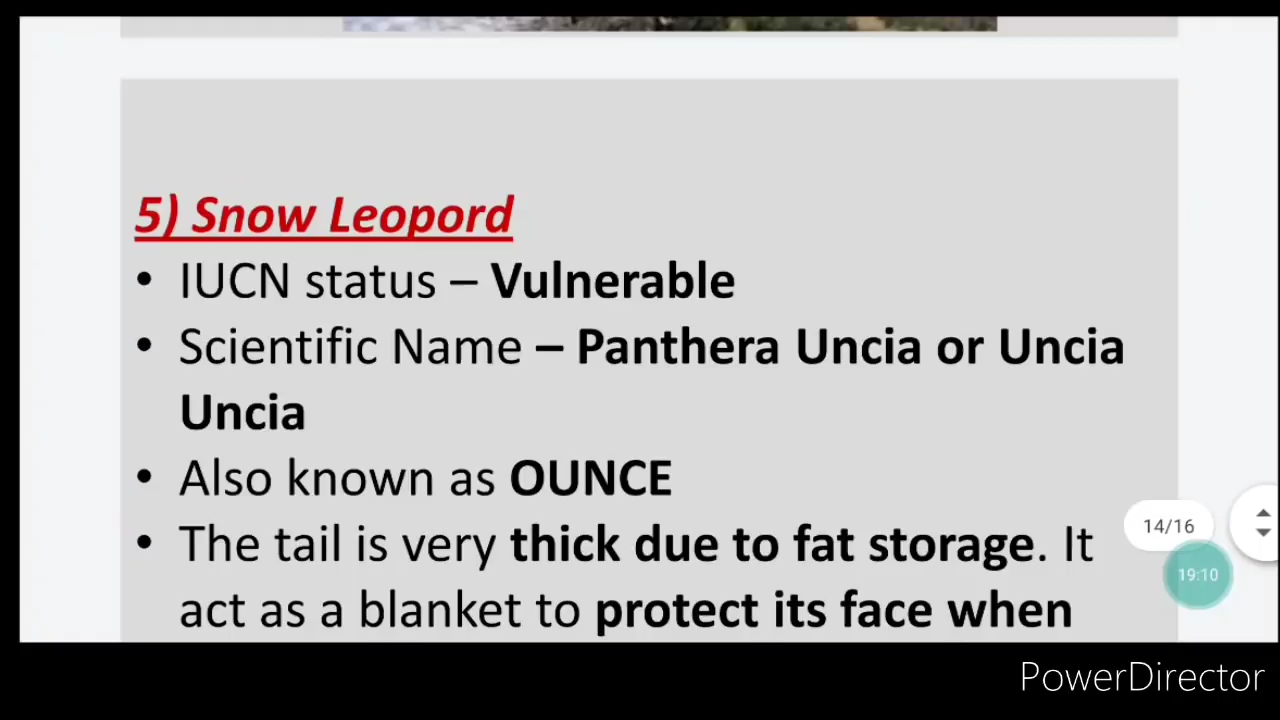 5) Snow Leopord
• IUCN status – Vulnerable
• Scientific Name – Panthera Uncia or Uncia
Uncia
• Also known as OUNCE
• The tail is very thick due to fat storage. It
act as a blanket to protect its face when
14/16
19:10
PowerDirector